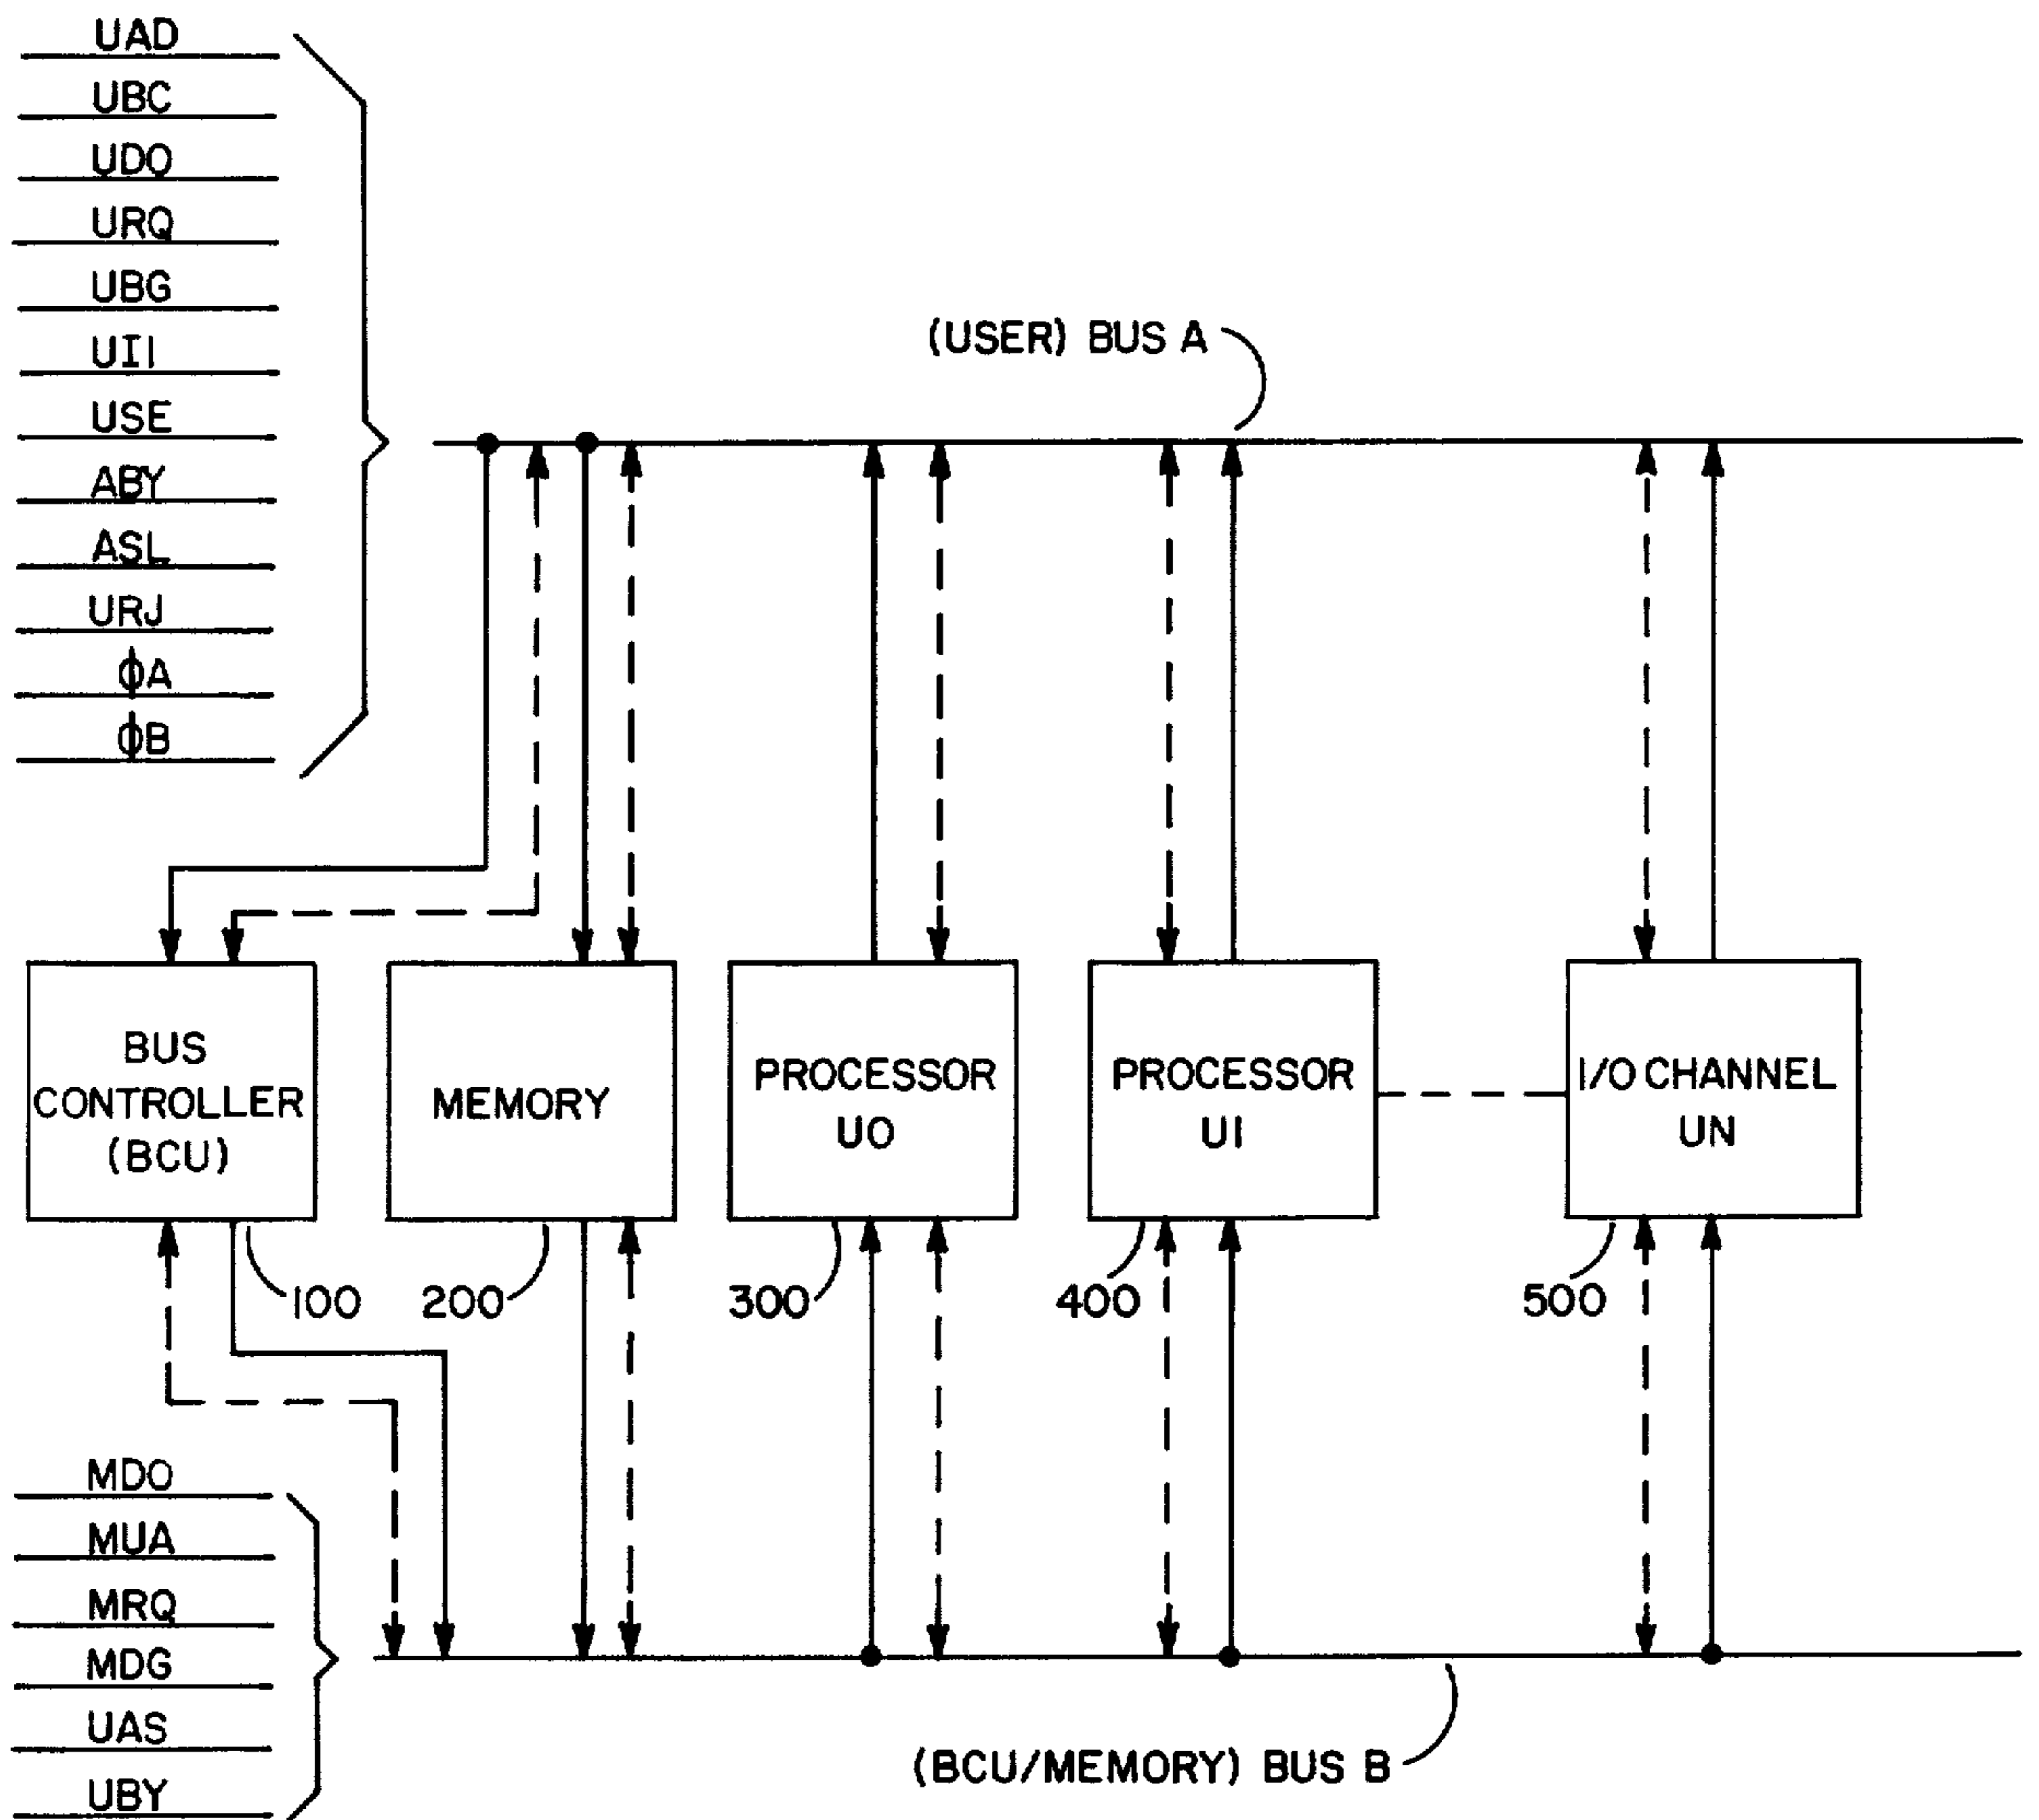 UAD
UBC
UDO
URQ
UBG
UII
USE
ABY
ASL
URJ
ϕA
ϕB
(USER) BUS A
BUS
CONTROLLER
(BCU)
MEMORY
PROCESSOR
UO
PROCESSOR
UI
I/O CHANNEL
UN
100
200
300
400
500
MDO
MUA
MRQ
MDG
UAS
UBY
(BCU/MEMORY) BUS B